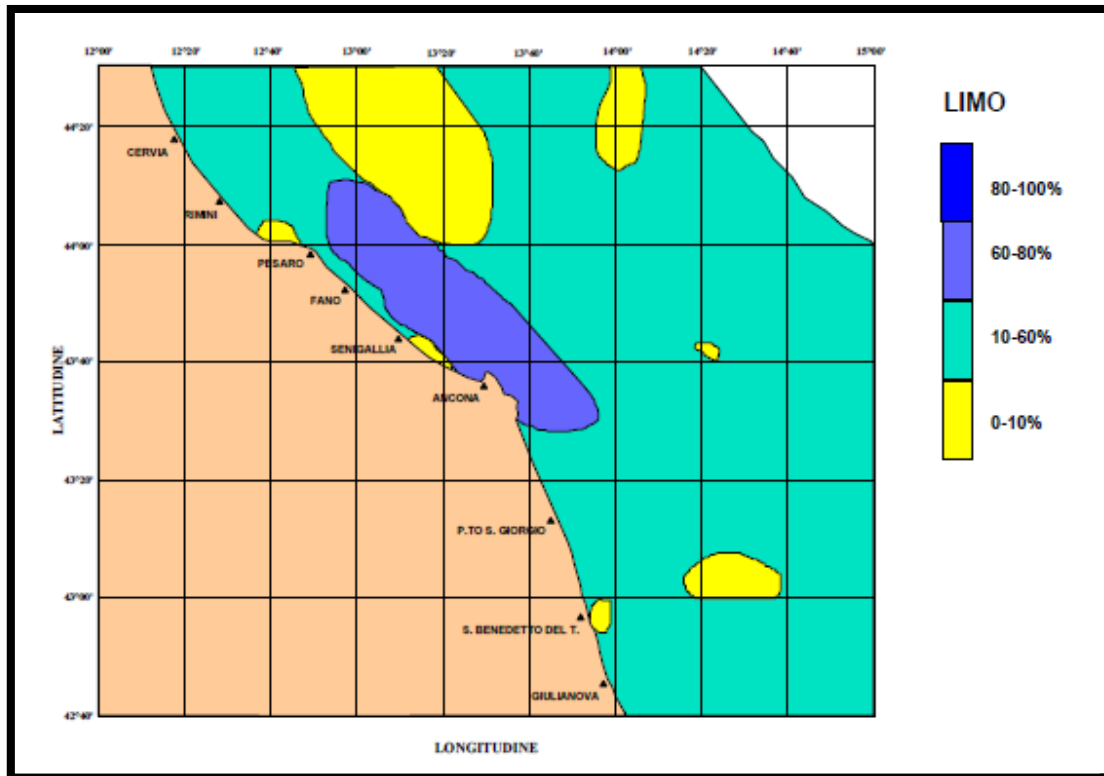 12°00' 12°20' 12°40' 13°00' 13°20' 13°40' 14°00' 14°20' 14°40' 15°00'
LIMO
44°20'
CERVIA
80-100%
RIMINI
44°00'
60-80%
PESARO
FANO
10-60%
SENIGALLIA
43°40'
LATITUDINE
ANCONA
0-10%
43°20'
P.TO S. GIORGIO
43°00'
S. BENEDETTO DEL T.
GIULIANOVA
42°40'
LONGITUDINE